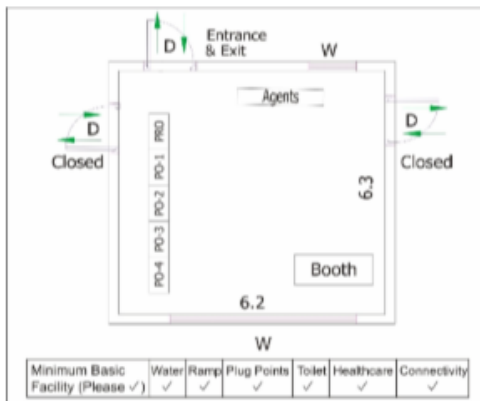 D
Entrance
& Exit
W
Agents
D
Closed
D
Closed
PRO
PO-1
PO-2
PO-3
PO-4
6.3
Booth
6.2
W
Minimum Basic Facility (Please ✓)
Water ✓
Ramp ✓
Plug Points ✓
Toilet ✓
Healthcare ✓
Connectivity ✓